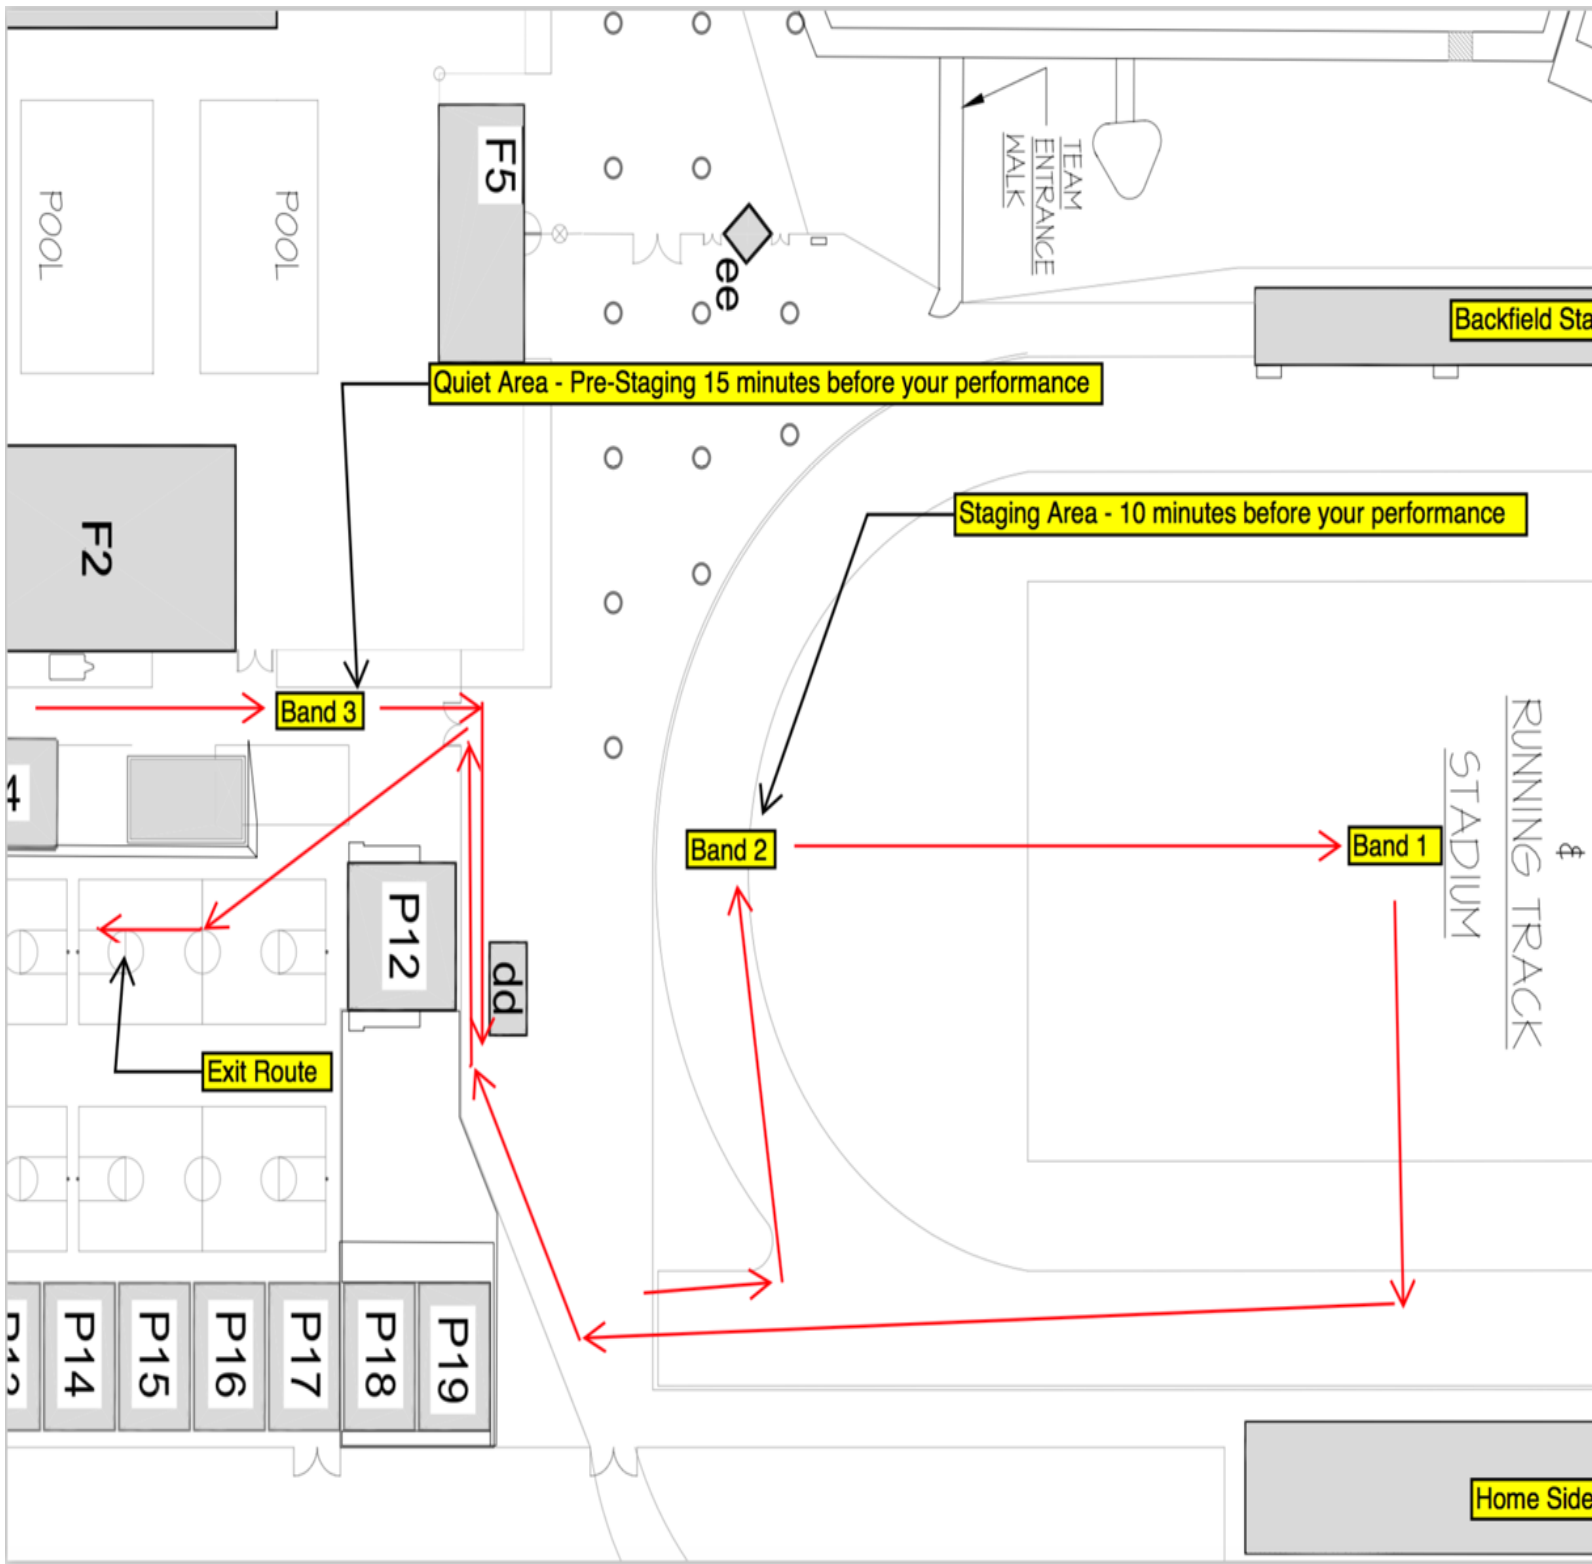 POOL
POOL
F5
TEAM
ENTRANCE
WALK
ee
Backfield Sta
Quiet Area - Pre-Staging 15 minutes before your performance
Staging Area - 10 minutes before your performance
F2
Band 3
4
Band 2
Band 1
RUNNING TRACK
&
STADIUM
P12
dd
Exit Route
P13
P14
P15
P16
P17
P18
P19
Home Side